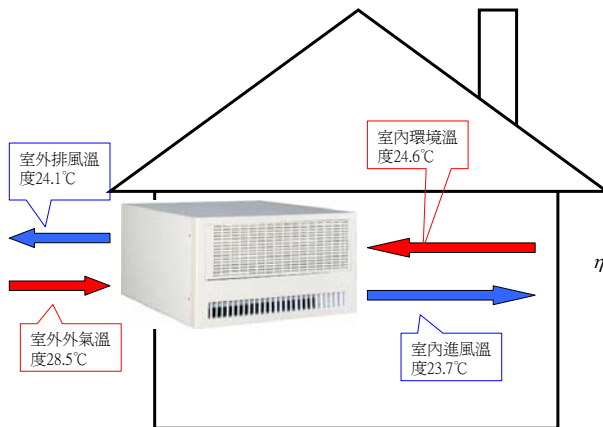 室外排風溫
度24.1℃
室內環境溫
度24.6℃
η
室外外氣溫
度28.5℃
室內進風溫
度23.7℃